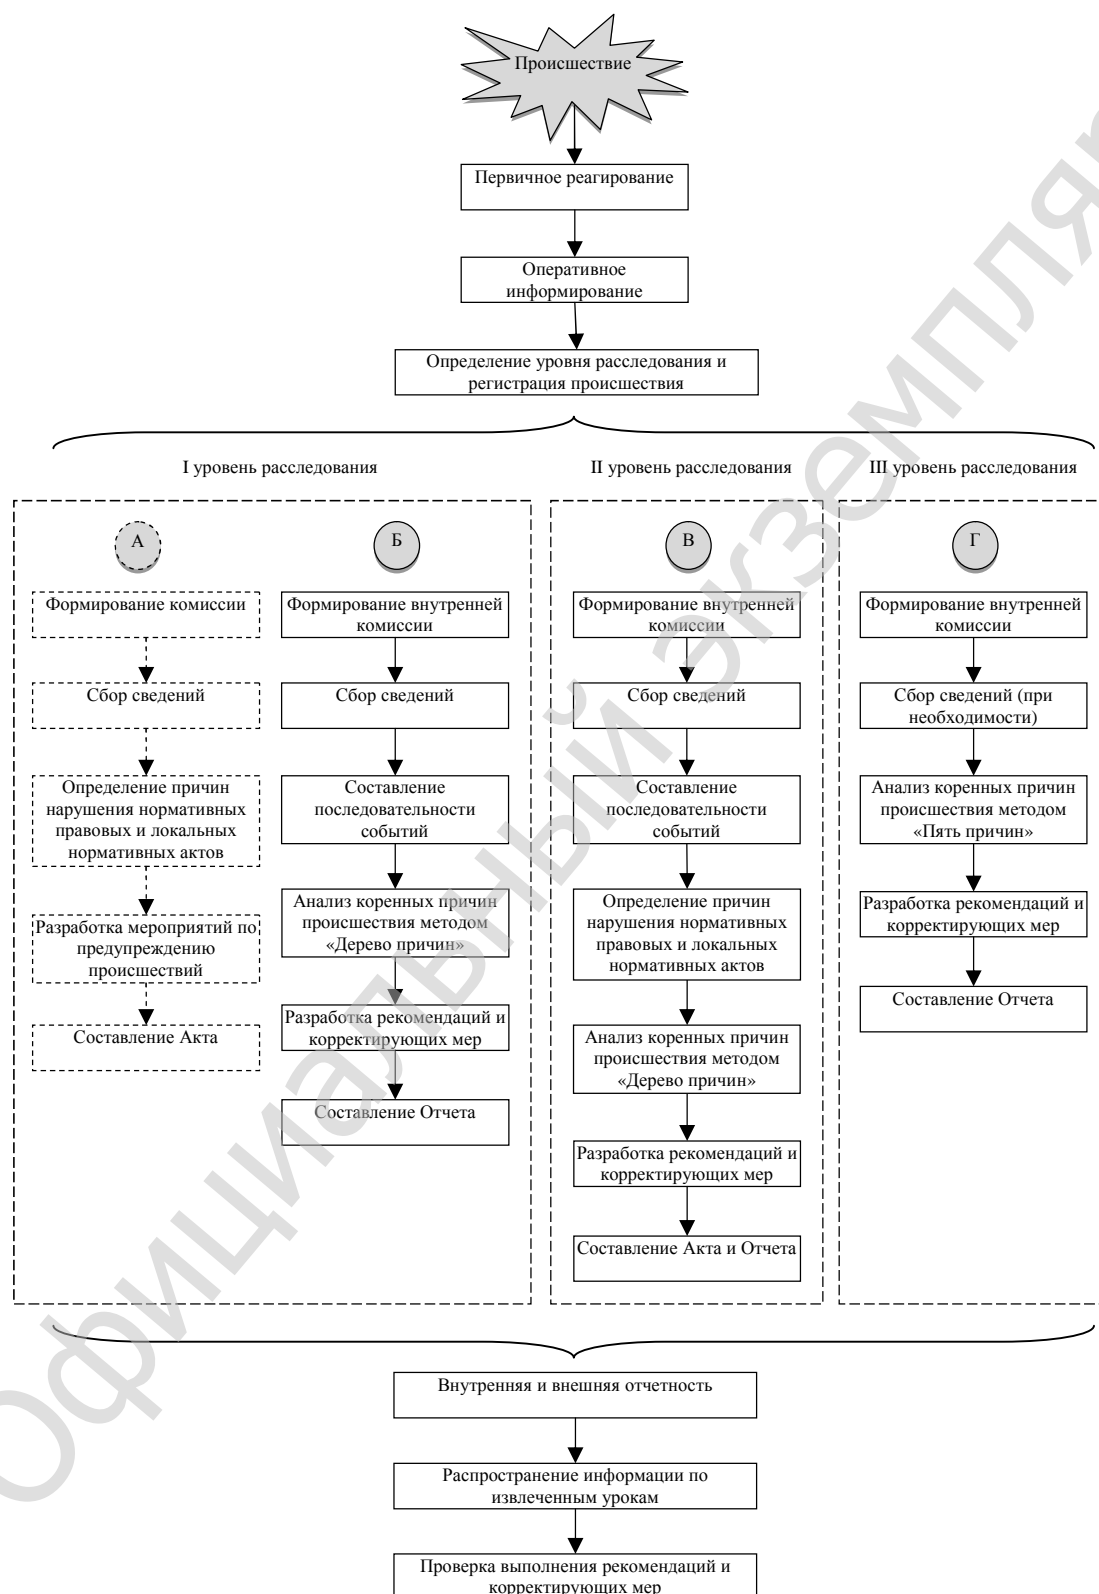 Происшествие
Первичное реагирование
Оперативное
информирование
Определение уровня расследования и
регистрация происшествия
I уровень расследования
II уровень расследования
III уровень расследования
А
Формирование комиссии
Сбор сведений
Определение причин
нарушения нормативных
правовых и локальных
нормативных актов
Разработка мероприятий по
предупреждению
происшествий
Составление Акта
Б
Формирование внутренней
комиссии
Сбор сведений
Составление
последовательности
событий
Анализ коренных причин
происшествия методом
«Дерево причин»
Разработка рекомендаций и
корректирующих мер
Составление Отчета
В
Формирование внутренней
комиссии
Сбор сведений
Составление
последовательности
событий
Определение причин
нарушения нормативных
правовых и локальных
нормативных актов
Анализ коренных причин
происшествия методом
«Дерево причин»
Разработка рекомендаций и
корректирующих мер
Составление Акта и Отчета
Г
Формирование внутренней
комиссии
Сбор сведений (при
необходимости)
Анализ коренных причин
происшествия методом
«Пять причин»
Разработка рекомендаций и
корректирующих мер
Составление Отчета
Внутренняя и внешняя отчетность
Распространение информации по
извлеченным урокам
Проверка выполнения рекомендаций и
корректирующих мер
Официальный экземпляр